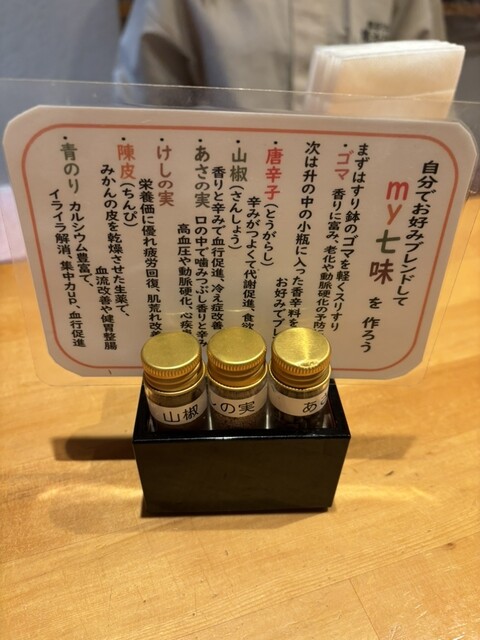 自分でお好みブレンドして
my七味を作ろう
まずはすり鉢のゴマを軽くスリすり
・ゴマ 香りに富み、老化や動脈硬化の予防
次は升の中の小瓶に入った香辛料を
お好みでブレ
・唐辛子(とうがらし)
辛みがつよくて代謝促進、食欲
・山椒(さんしょう)
香りと辛みで血行促進、冷え症改善
・あさの実 口の中で噛みつぶし香りと辛み
高血圧や動脈硬化、心疾
・けしの実
栄養価に優れ疲労回復、肌荒れ改善
・陳皮(ちんぴ)
みかんの皮を乾燥させた生薬で、
血流改善や健胃整腸
・青のり カルシウム豊富で、
イライラ解消、集中力up、血行促進
山椒
の実
あ